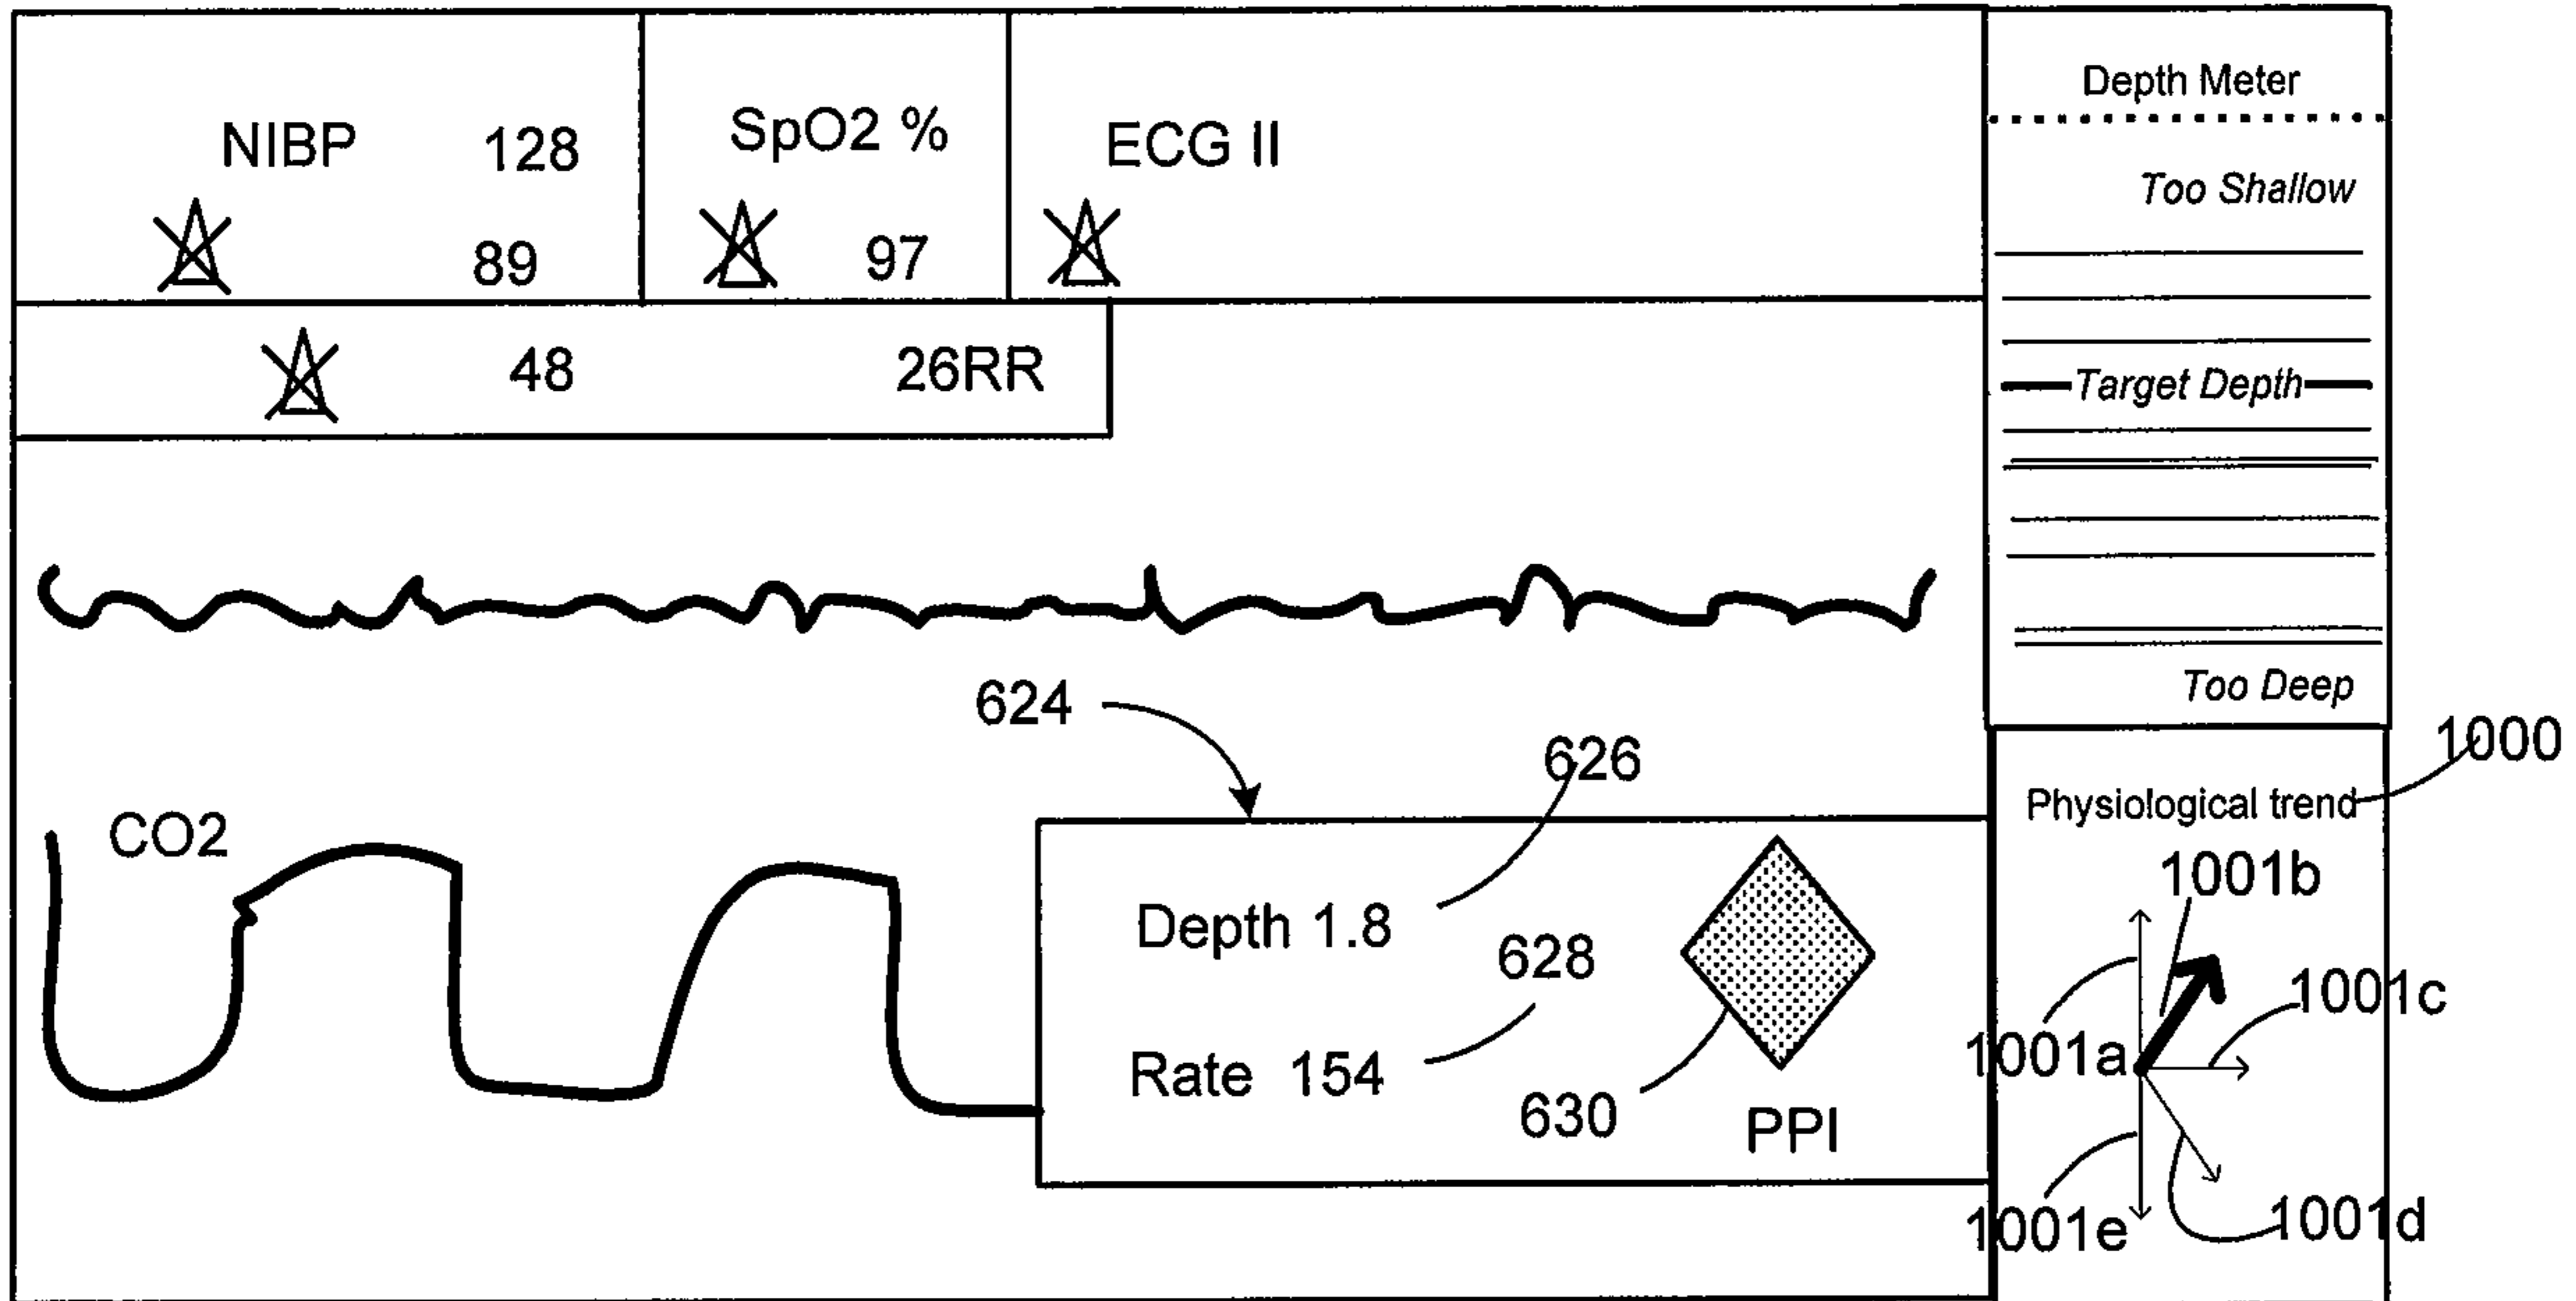 NIBP 128
89
SpO2 %
97
ECG II
48 26RR
Depth Meter
Too Shallow
Target Depth
Too Deep
624
626
CO2
Depth 1.8
628
Rate 154
630
PPI
1000
Physiological trend
1001b
1001c
1001a
1001e
1001d